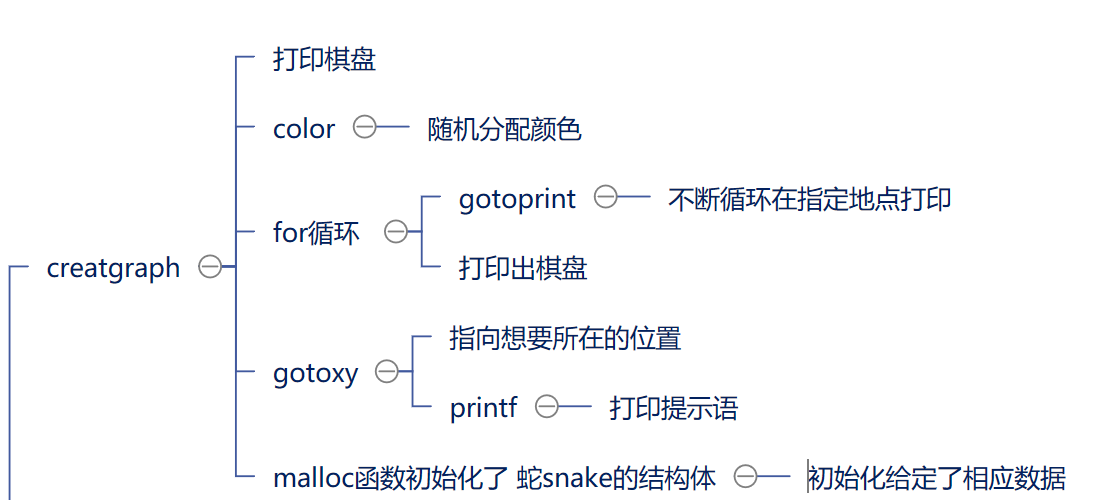 打印棋盘
color
随机分配颜色
for循环
gotoprint
不断循环在指定地点打印
打印出棋盘
creatgraph
gotoxy
指向想要所在的位置
printf
打印提示语
malloc函数初始化了 蛇snake的结构体
初始化给定了相应数据